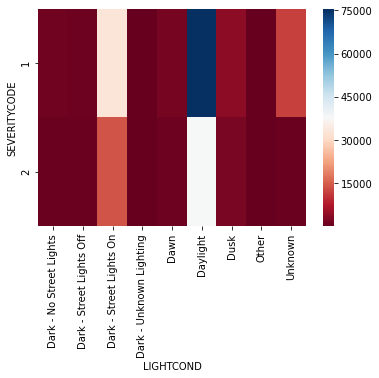 75000
60000
45000
30000
15000
SEVERITYCODE
1
2
Dark - No Street Lights
Dark - Street Lights Off
Dark - Street Lights On
Dark - Unknown Lighting
Dawn
Daylight
Dusk
Other
Unknown
LIGHTCOND